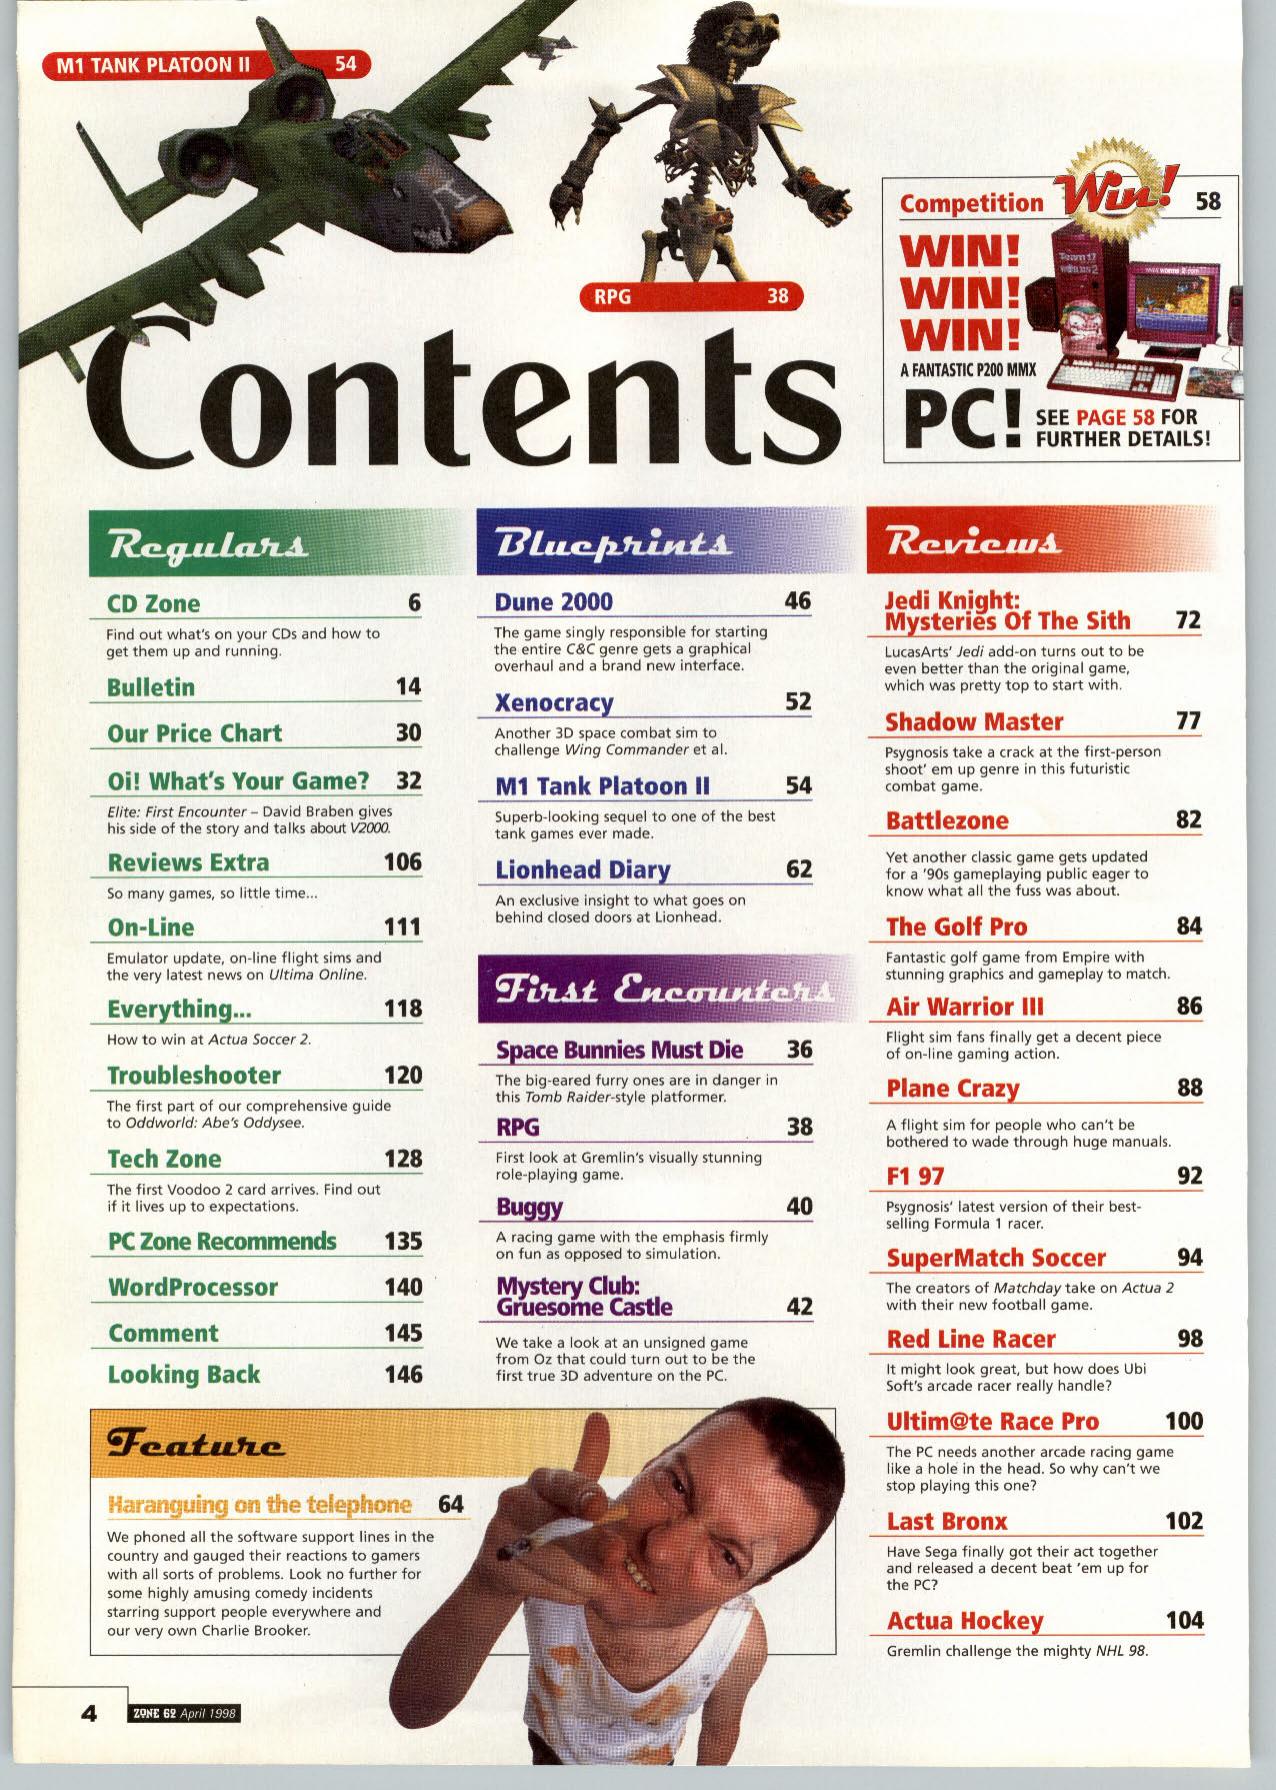 M1 TANK PLATOON II 54
RPG 38
Competition Win! 58
WIN!
WIN!
WIN!
A FANTASTIC P200 MMX
PC!
SEE PAGE 58 FOR
FURTHER DETAILS!
Team 17
worms 2
Contents
Regulars
CD Zone 6
Find out what's on your CDs and how to
get them up and running.
Bulletin 14
Our Price Chart 30
Oi! What's Your Game? 32
Elite: First Encounter – David Braben gives
his side of the story and talks about V2000.
Reviews Extra 106
So many games, so little time...
On-Line 111
Emulator update, on-line flight sims and
the very latest news on Ultima Online.
Everything... 118
How to win at Actua Soccer 2.
Troubleshooter 120
The first part of our comprehensive guide
to Oddworld: Abe's Oddysee.
Tech Zone 128
The first Voodoo 2 card arrives. Find out
if it lives up to expectations.
PC Zone Recommends 135
WordProcessor 140
Comment 145
Looking Back 146
Blueprints
Dune 2000 46
The game singly responsible for starting
the entire C&C genre gets a graphical
overhaul and a brand new interface.
Xenocracy 52
Another 3D space combat sim to
challenge Wing Commander et al.
M1 Tank Platoon II 54
Superb-looking sequel to one of the best
tank games ever made.
Lionhead Diary 62
An exclusive insight to what goes on
behind closed doors at Lionhead.
First Encounters
Space Bunnies Must Die 36
The big-eared furry ones are in danger in
this Tomb Raider-style platformer.
RPG 38
First look at Gremlin's visually stunning
role-playing game.
Buggy 40
A racing game with the emphasis firmly
on fun as opposed to simulation.
Mystery Club:
Gruesome Castle 42
We take a look at an unsigned game
from Oz that could turn out to be the
first true 3D adventure on the PC.
Reviews
Jedi Knight:
Mysteries Of The Sith 72
LucasArts' Jedi add-on turns out to be
even better than the original game,
which was pretty top to start with.
Shadow Master 77
Psygnosis take a crack at the first-person
shoot' em up genre in this futuristic
combat game.
Battlezone 82
Yet another classic game gets updated
for a '90s gameplaying public eager to
know what all the fuss was about.
The Golf Pro 84
Fantastic golf game from Empire with
stunning graphics and gameplay to match.
Air Warrior III 86
Flight sim fans finally get a decent piece
of on-line gaming action.
Plane Crazy 88
A flight sim for people who can't be
bothered to wade through huge manuals.
F1 97 92
Psygnosis' latest version of their best-
selling Formula 1 racer.
SuperMatch Soccer 94
The creators of Matchday take on Actua 2
with their new football game.
Red Line Racer 98
It might look great, but how does Ubi
Soft's arcade racer really handle?
Ultim@te Race Pro 100
The PC needs another arcade racing game
like a hole in the head. So why can't we
stop playing this one?
Last Bronx 102
Have Sega finally got their act together
and released a decent beat 'em up for
the PC?
Actua Hockey 104
Gremlin challenge the mighty NHL 98.
Feature
Haranguing on the telephone 64
We phoned all the software support lines in the
country and gauged their reactions to gamers
with all sorts of problems. Look no further for
some highly amusing comedy incidents
starring support people everywhere and
our very own Charlie Brooker.
4 ZONE 62 April 1998